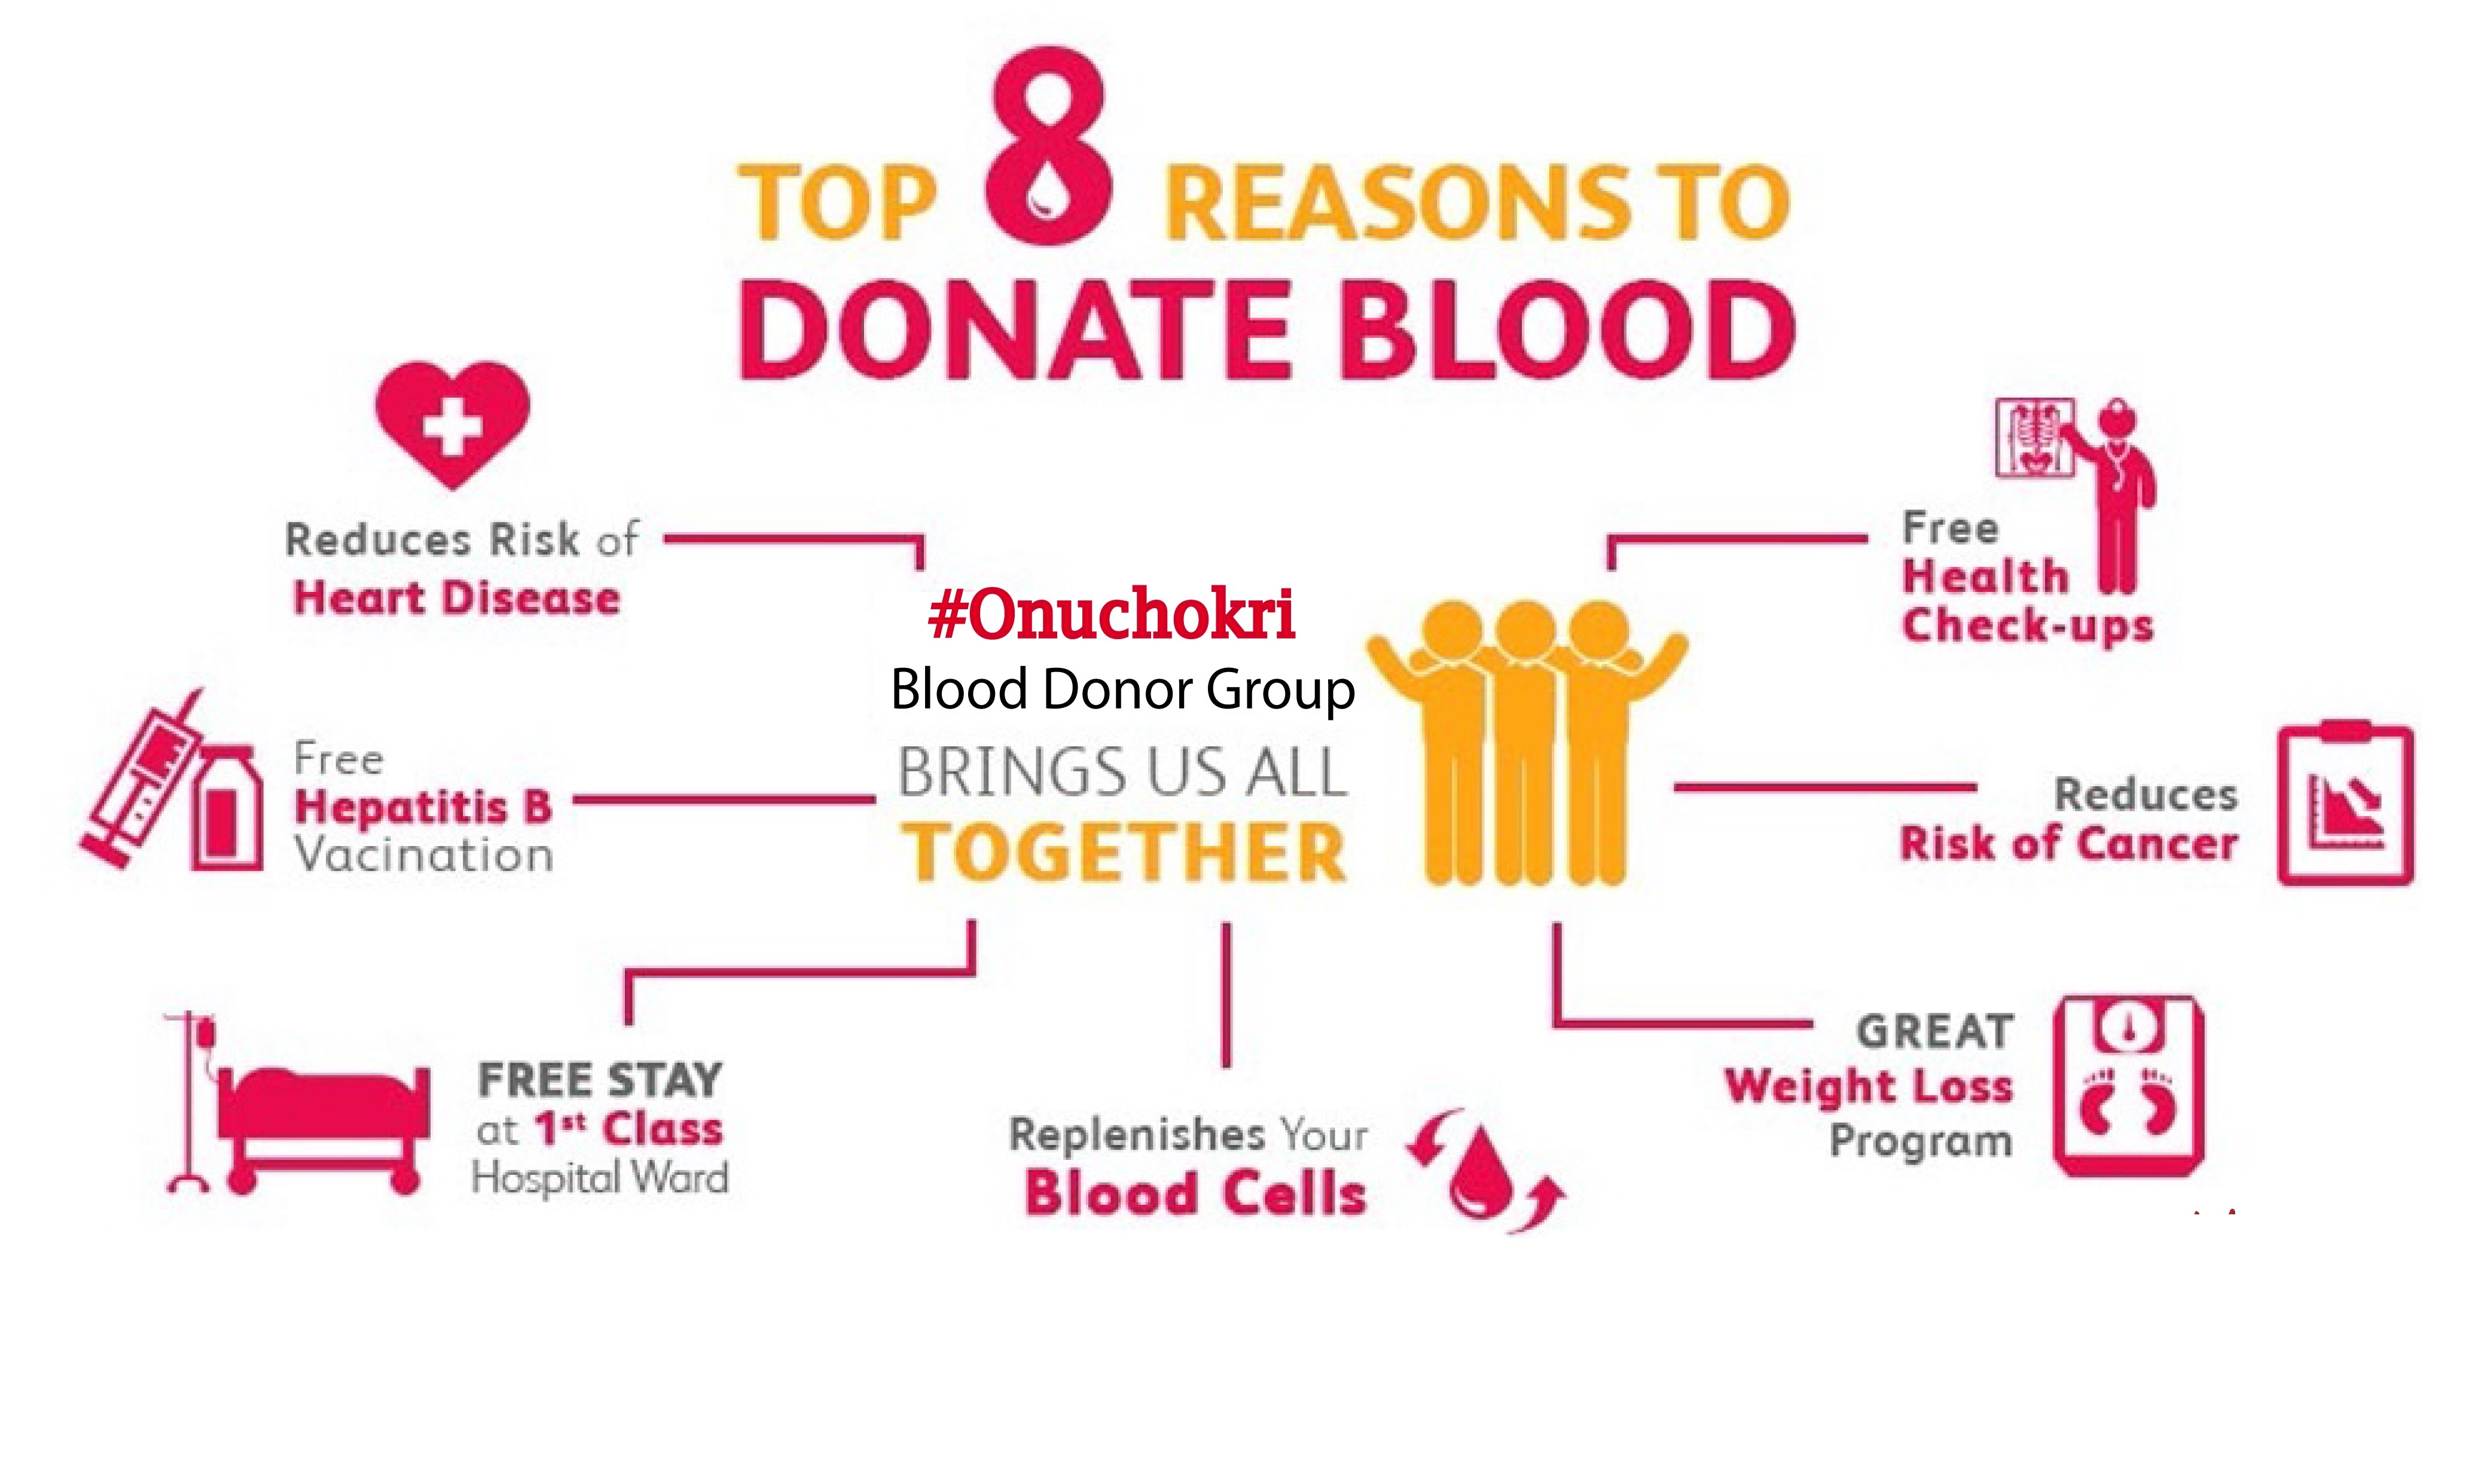 TOP 8 REASONS TO
DONATE BLOOD
Reduces Risk of
Heart Disease
Free
Health
Check-ups
#Onuchokri
Blood Donor Group
BRINGS US ALL
TOGETHER
Free
Hepatitis B
Vacination
Reduces
Risk of Cancer
FREE STAY
at 1st Class
Hospital Ward
Replenishes Your
Blood Cells
GREAT
Weight Loss
Program